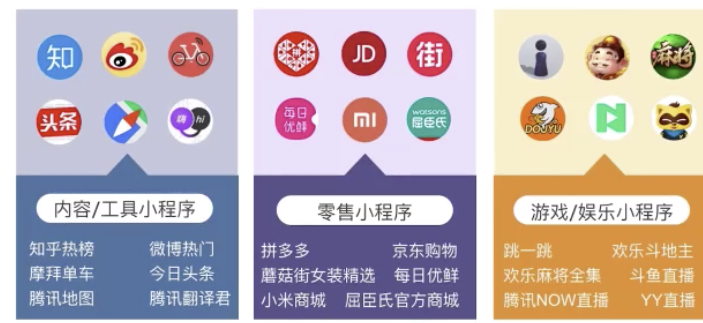 知
头条
嗨
hi
内容/工具小程序
知乎热榜 微博热门
摩拜单车 今日头条
腾讯地图 腾讯翻译君
拼
JD
街
每日
优鲜
mi
watsons
屈臣氏
零售小程序
拼多多 京东购物
蘑菇街女装精选 每日优鲜
小米商城 屈臣氏官方商城
麻将
DOUYU
游戏/娱乐小程序
跳一跳 欢乐斗地主
欢乐麻将全集 斗鱼直播
腾讯NOW直播 YY直播